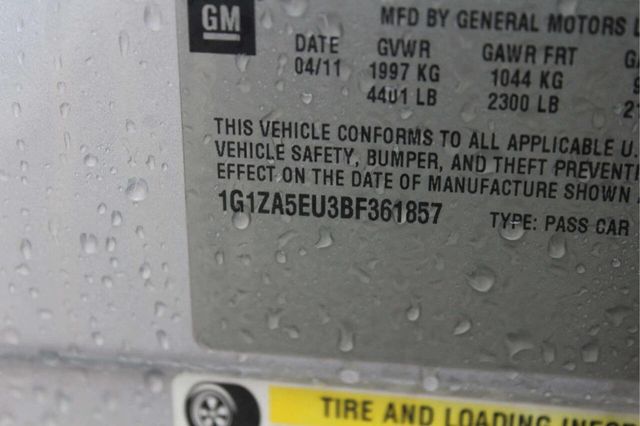 GM
MFD BY GENERAL MOTORS
DATE GVWR GAWR FRT
04/11 1997 KG 1044 KG
4401 LB 2300 LB
THIS VEHICLE CONFORMS TO ALL APPLICABLE U.
VEHICLE SAFETY, BUMPER, AND THEFT PREVENTI
EFFECT ON THE DATE OF MANUFACTURE SHOWN
1G1ZA5EU3BF361857 TYPE: PASS CAR
TIRE AND LOADING